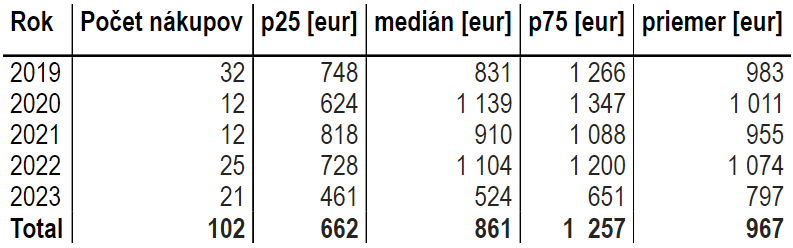 Rok Počet nákupov p25 [eur] medián [eur] p75 [eur] priemer [eur]
2019 32 748 831 1 266 983
2020 12 624 1 139 1 347 1 011
2021 12 818 910 1 088 955
2022 25 728 1 104 1 200 1 074
2023 21 461 524 651 797
Total 102 662 861 1 257 967